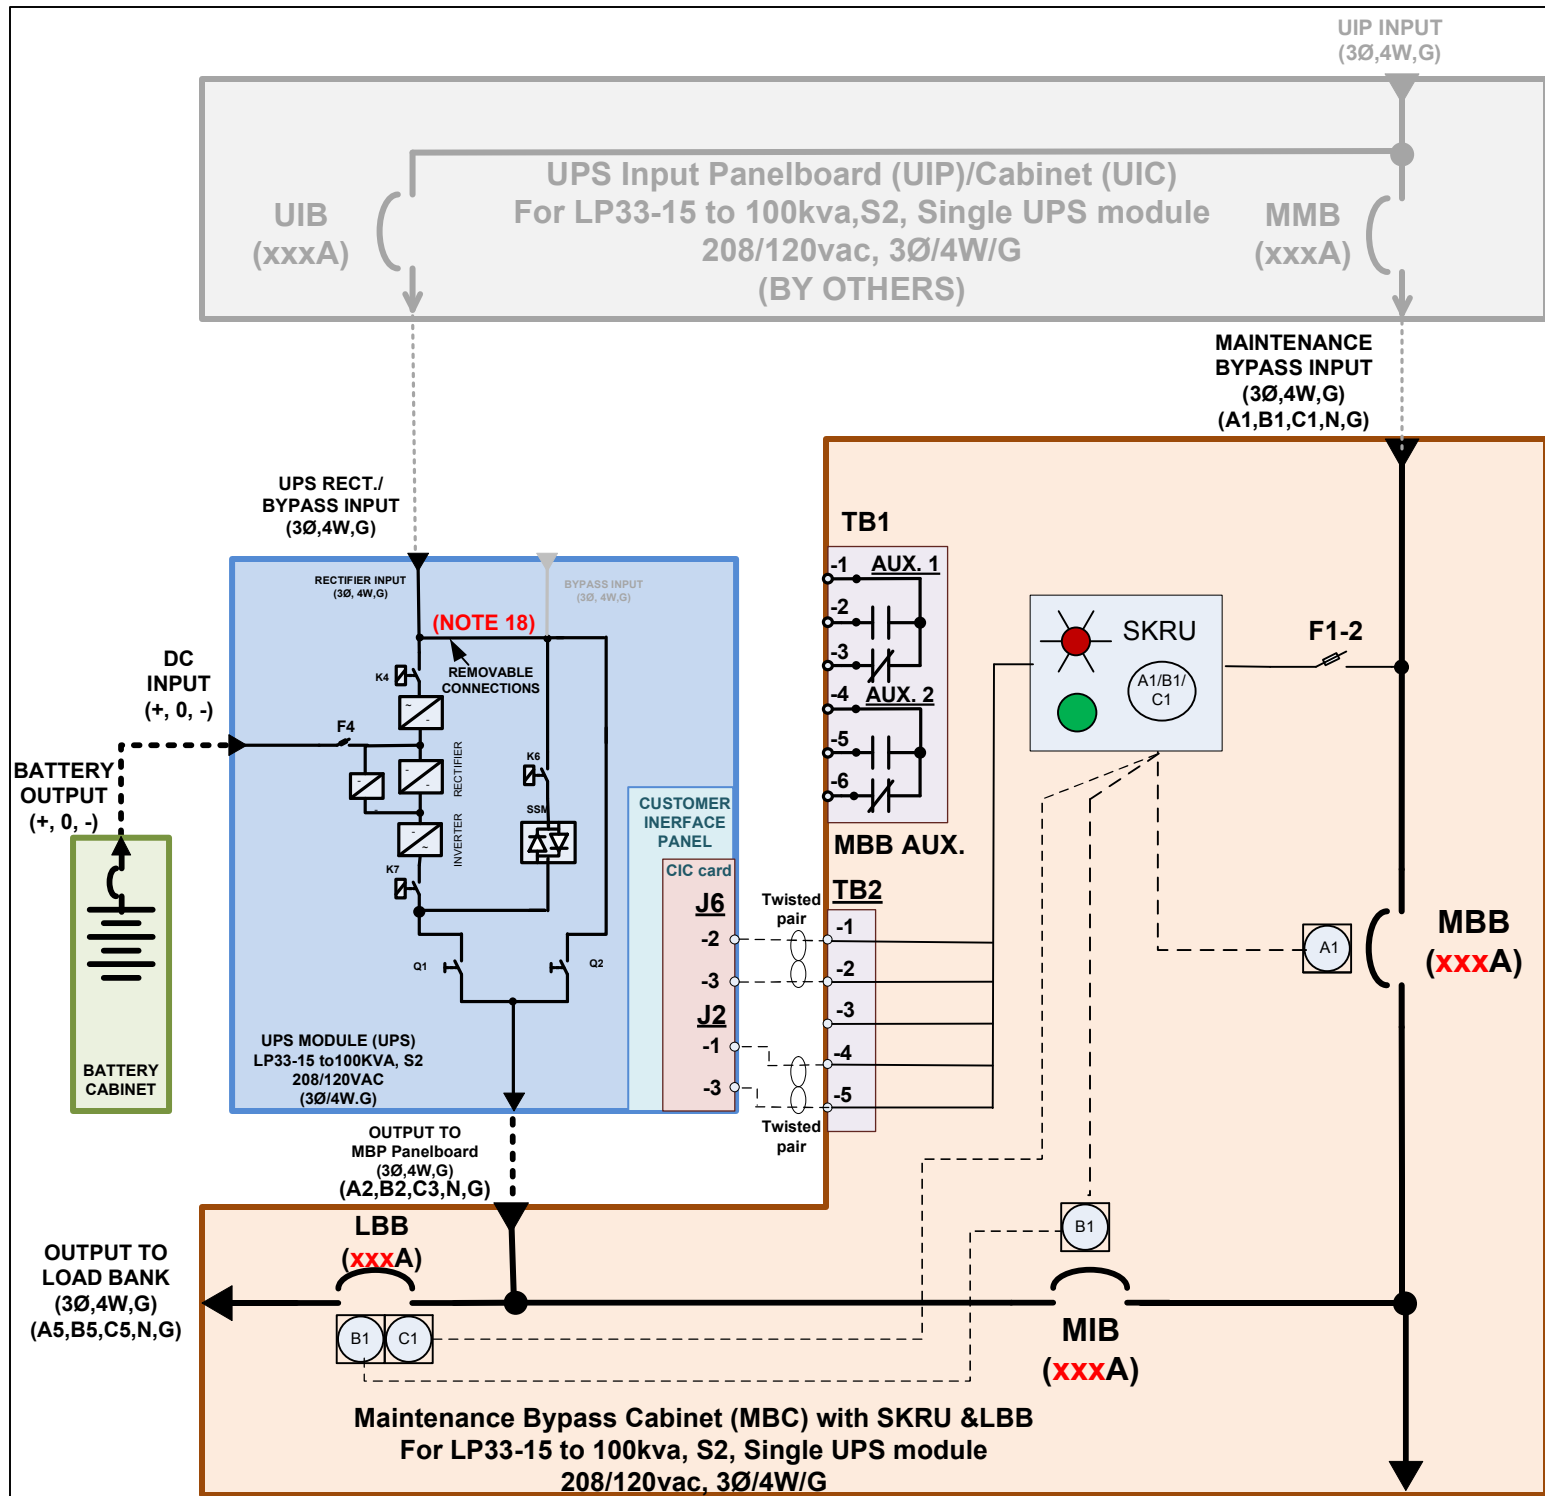 UIP INPUT
(3Ø,4W,G)
UPS Input Panelboard (UIP)/Cabinet (UIC)
For LP33-15 to 100kva,S2, Single UPS module
208/120vac, 3Ø/4W/G
(BY OTHERS)
UIB
(xxxA)
MMB
(xxxA)
MAINTENANCE
BYPASS INPUT
(3Ø,4W,G)
(A1,B1,C1,N,G)
UPS RECT./
BYPASS INPUT
(3Ø,4W,G)
RECTIFIER INPUT
(3Ø, 4W,G)
BYPASS INPUT
(3Ø, 4W,G)
(NOTE 18)
REMOVABLE
CONNECTIONS
K4
DC
INPUT
(+, 0, -)
F4
BATTERY
OUTPUT
(+, 0, -)
RECTIFIER
INVERTER
K6
SSM
K7
Q1
Q2
BATTERY
CABINET
UPS MODULE (UPS)
LP33-15 to100KVA, S2
208/120VAC
(3Ø/4W.G)
CUSTOMER
INERFACE
PANEL
CIC card
J6
-2
-3
J2
-1
-3
Twisted
pair
Twisted
pair
TB1
-1
AUX. 1
-2
-3
-4
AUX. 2
-5
-6
MBB AUX.
TB2
-1
-2
-3
-4
-5
SKRU
A1/B1/
C1
F1-2
A1
MBB
(xxxA)
OUTPUT TO
MBP Panelboard
(3Ø,4W,G)
(A2,B2,C3,N,G)
LBB
(xxxA)
B1
OUTPUT TO
LOAD BANK
(3Ø,4W,G)
(A5,B5,C5,N,G)
B1
C1
MIB
(xxxA)
Maintenance Bypass Cabinet (MBC) with SKRU &LBB
For LP33-15 to 100kva, S2, Single UPS module
208/120vac, 3Ø/4W/G